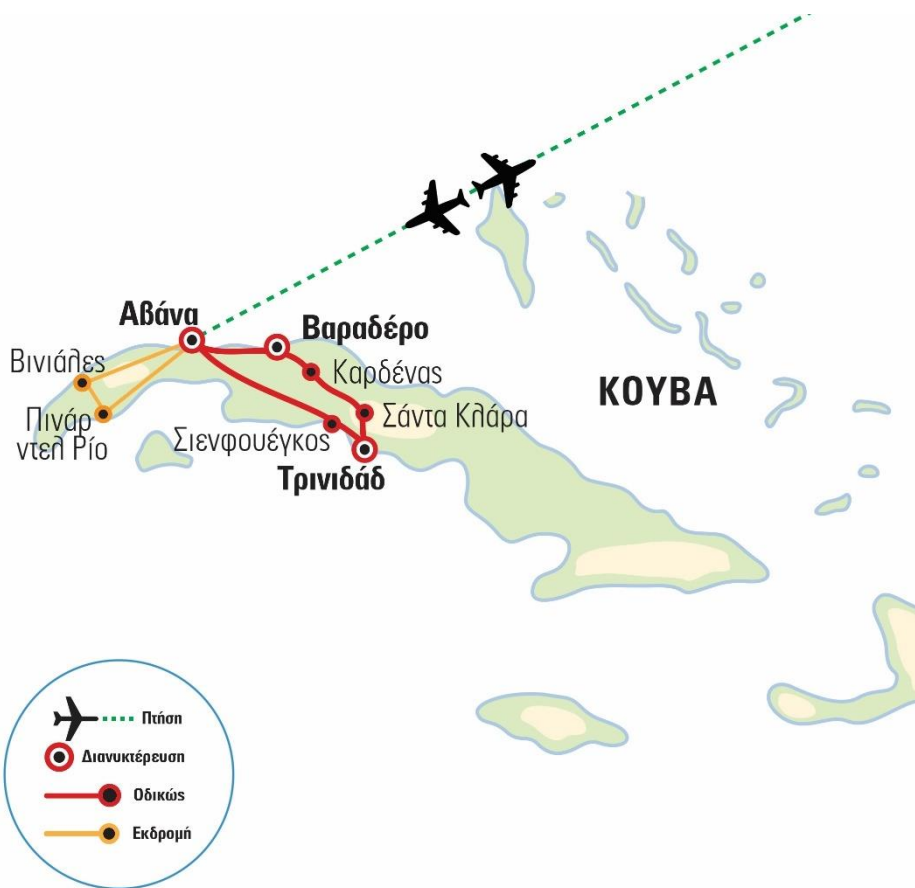 Αβάνα
Βαραδέρο
Βινιάλες
Καρδένας
ΚΟΥΒΑ
Πινάρ
ντελ Ρίο
Σάντα Κλάρα
Σιενφουέγκος
Τρινιδάδ
Πτήση
Διανυκτέρευση
Οδικώς
Εκδρομή